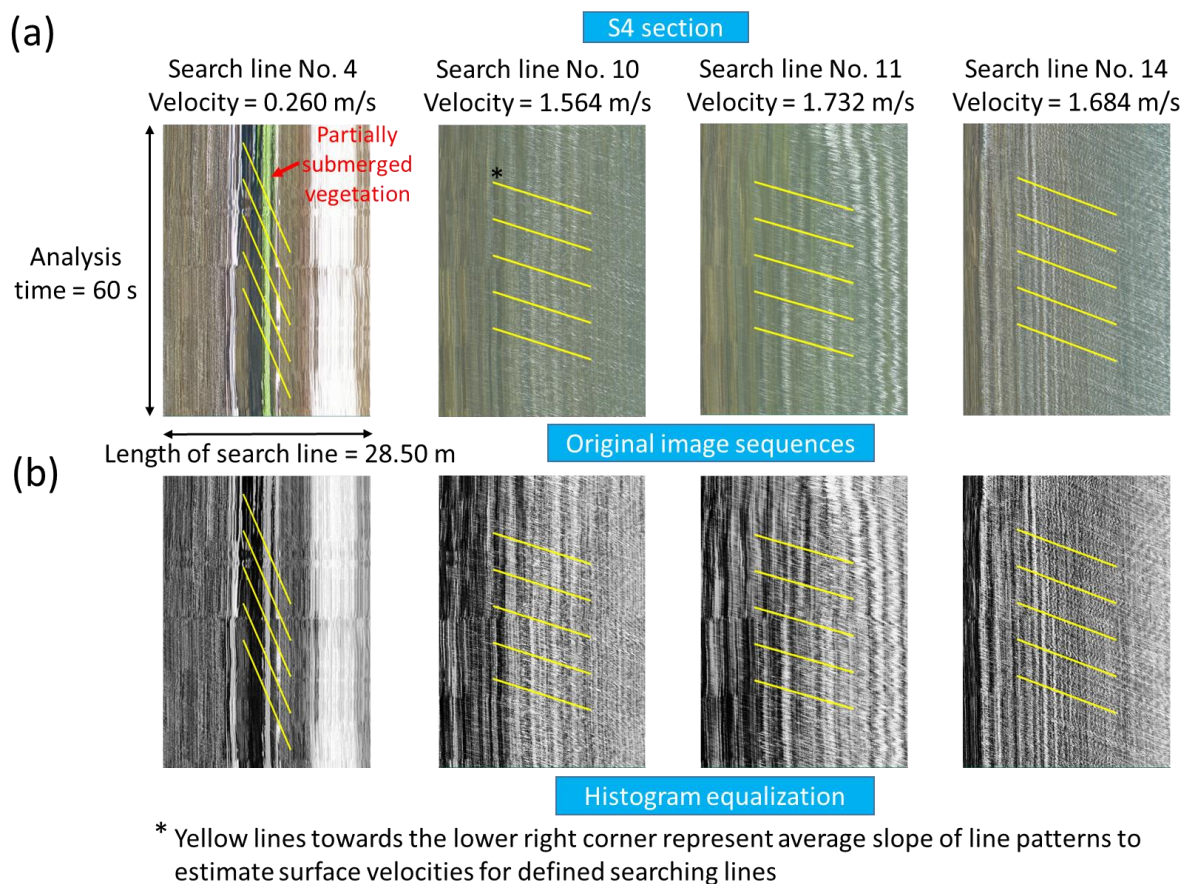 (a)
S4 section
Search line No. 4
Velocity = 0.260 m/s
Search line No. 10
Velocity = 1.564 m/s
Search line No. 11
Velocity = 1.732 m/s
Search line No. 14
Velocity = 1.684 m/s
Partially
submerged
vegetation
*
Analysis
time = 60 s
Length of search line = 28.50 m
Original image sequences
(b)
Histogram equalization
* Yellow lines towards the lower right corner represent average slope of line patterns to
estimate surface velocities for defined searching lines